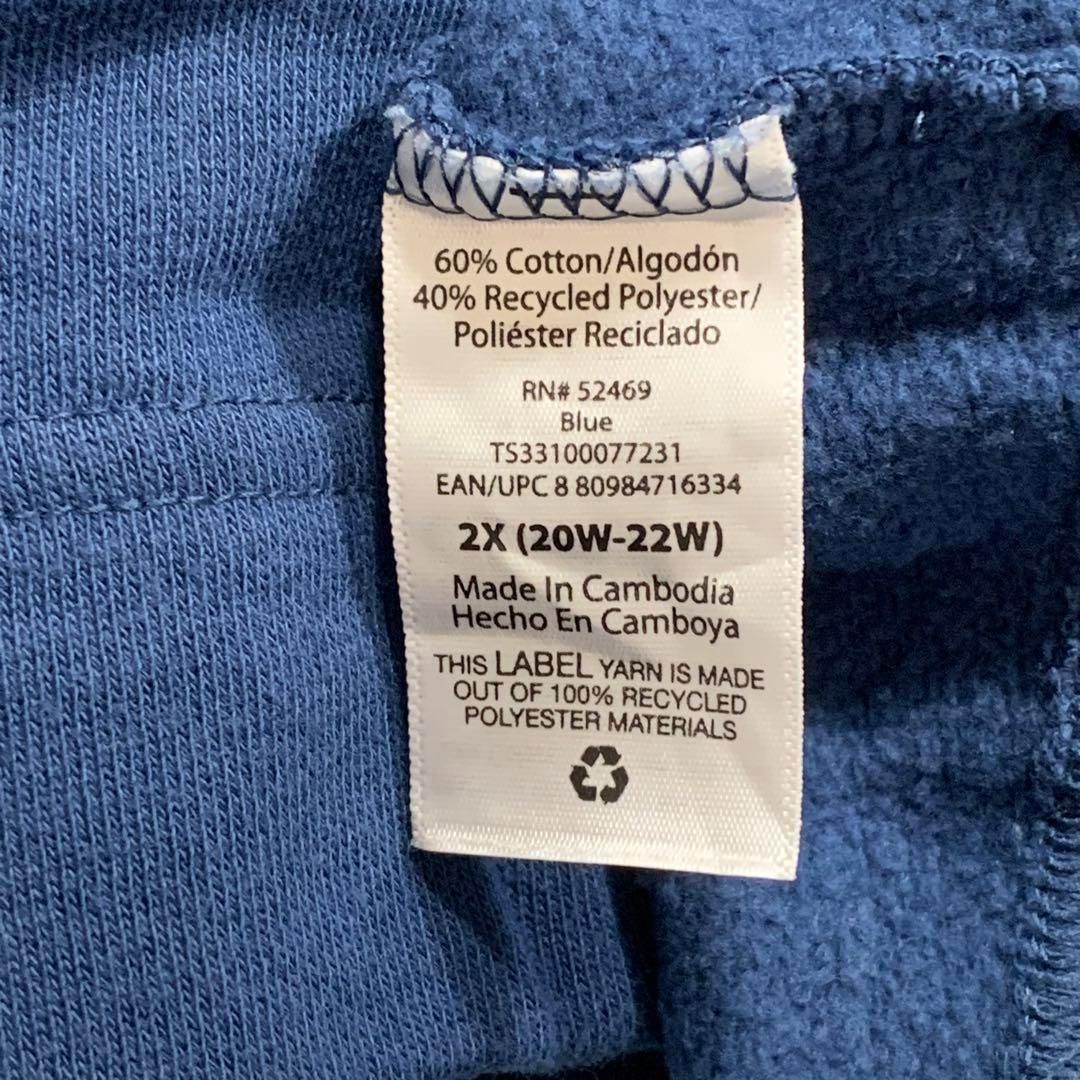 60% Cotton/Algodón
40% Recycled Polyester/
Poliéster Reciclado
RN# 52469
Blue
TS33100077231
EAN/UPC 8 80984716334
2X (20W-22W)
Made In Cambodia
Hecho En Camboya
THIS LABEL YARN IS MADE
OUT OF 100% RECYCLED
POLYESTER MATERIALS